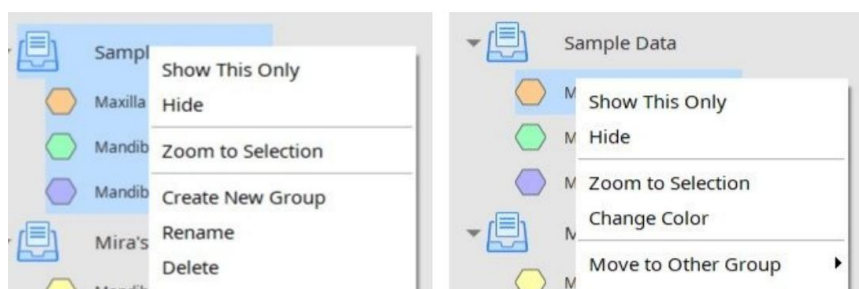 Sampl
Show This Only
Maxilla
Hide
Mandib
Zoom to Selection
Mandib
Create New Group
Mira's
Rename
Delete
Sample Data
M
Show This Only
M
Hide
M
Zoom to Selection
Change Color
M
Move to Other Group
M